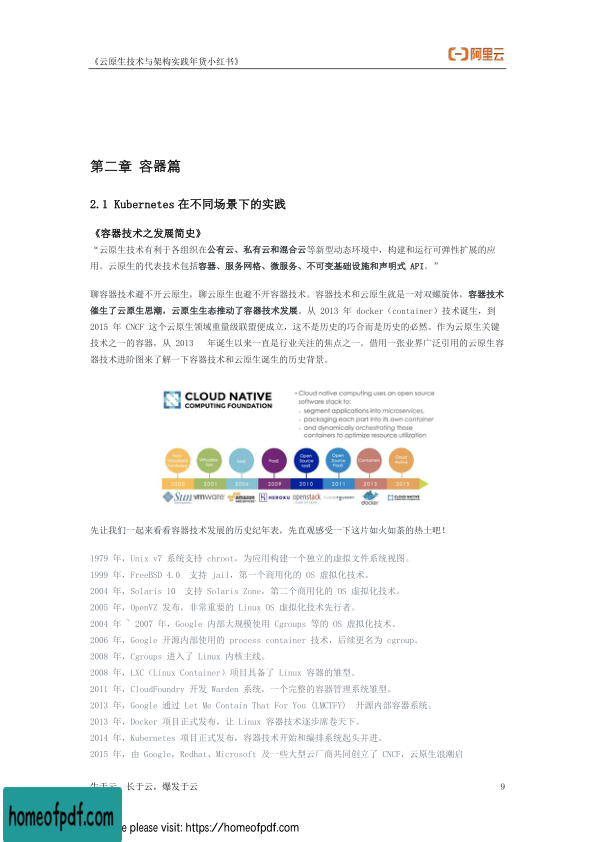 《云原生技术与架构实践年货小红书》
阿里云
第二章 容器篇
2.1 Kubernetes 在不同场景下的实践
《容器技术之发展简史》
“云原生技术有利于各组织在公有云、私有云和混合云等新型动态环境中，构建和运行可弹性扩展的应
用。云原生的代表技术包括容器、服务网格、微服务、不可变基础设施和声明式 API。”
聊容器技术避不开云原生，聊云原生也避不开容器技术。容器技术和云原生就是一对双螺旋体，容器技术
催生了云原生思潮，云原生生态推动了容器技术发展。从 2013 年 docker（container）技术诞生，到
2015 年 CNCF 这个云原生领域重量级联盟便成立，这不是历史的巧合而是历史的必然。作为云原生关键
技术之一的容器，从 2013 年诞生以来一直是行业关注的焦点之一。借用一张业界广泛引用的云原生容
器技术进阶图来了解一下容器技术和云原生诞生的历史背景。
CLOUD NATIVE
COMPUTING FOUNDATION
• Cloud native computing uses an open source
software stack to:
- segment applications into microservices,
- packaging each part into its own container
- and dynamically orchestrating those
containers to optimize resource utilization
IaaS PaaS Open Source IaaS Open Source PaaS Containers Cloud Native
2001 2006 2009 2010 2011 2013 2015
Sun vmware amazon HEROKU openstack docker
先让我们一起来看看容器技术发展的历史纪年表，先直观感受一下这片如火如荼的热土吧！
1979 年，Unix v7 系统支持 chroot，为应用构建一个独立的虚拟文件系统视图。
1999 年，FreeBSD 4.0 支持 jail，第一个商用化的 OS 虚拟化技术。
2004 年，Solaris 10 支持 Solaris Zone，第二个商用化的 OS 虚拟化技术。
2005 年，OpenVZ 发布，非常重要的 Linux OS 虚拟化技术先行者。
2004 年 ~ 2007 年，Google 内部大规模使用 Cgroups 等的 OS 虚拟化技术。
2006 年，Google 开源内部使用的 process container 技术，后续更名为 cgroup。
2008 年，Cgroups 进入了 Linux 内核主线。
2008 年，LXC（Linux Container）项目具备了 Linux 容器的雏型。
2011 年，CloudFoundry 开发 Warden 系统，一个完整的容器管理系统雏型。
2013 年，Google 通过 Let Me Contain That For You (LMCTFY) 开源内部容器系统。
2013 年，Docker 项目正式发布，让 Linux 容器技术逐步席卷天下。
2014 年，Kubernetes 项目正式发布，容器技术开始和编排系统起头并进。
2015 年，由 Google，Redhat、Microsoft 及一些大型云厂商共同创立了 CNCF，云原生浪潮启
生于云，长于云，爆发于云 9
homeofpdf.com
e please visit: https://homeofpdf.com